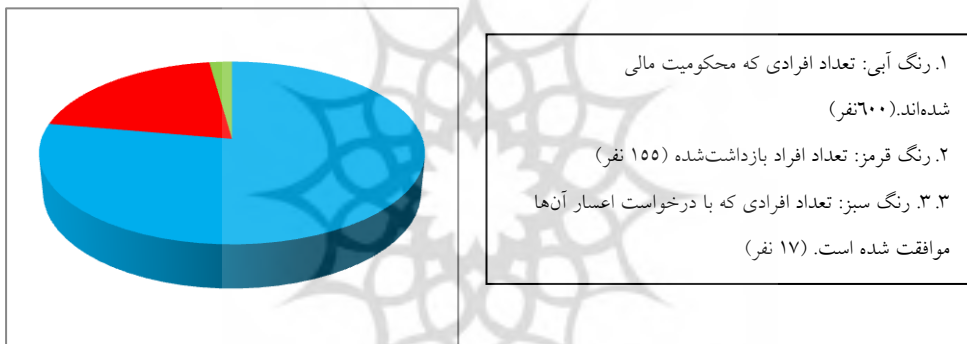 ۱. رنگ آبی: تعداد افرادی که محکومیت مالی
شده‌اند.(۶۰۰نفر)
۲. رنگ قرمز: تعداد افراد بازداشت‌شده (۱۵۵ نفر)
۳. ۳. رنگ سبز: تعداد افرادی که با درخواست اعسار آن‌ها
موافقت شده است. (۱۷ نفر)